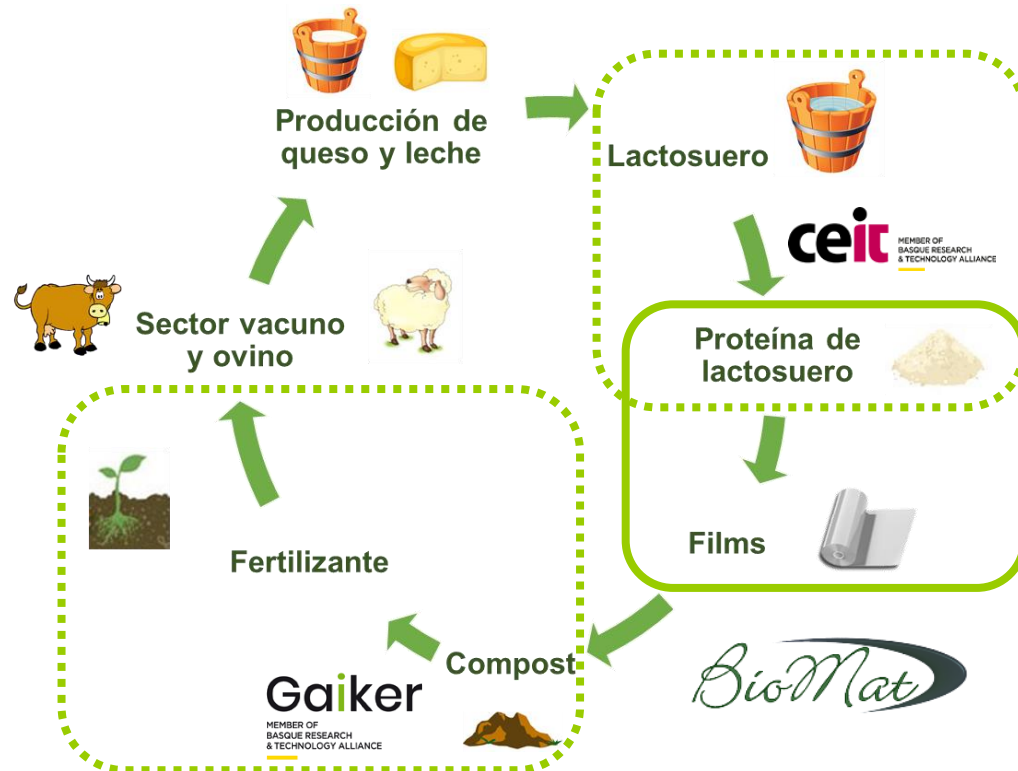 Producción de
queso y leche
Lactosuero
ceit
MEMBER OF
BASQUE RESEARCH
& TECHNOLOGY ALLIANCE
Sector vacuno
y ovino
Proteína de
lactosuero
Films
Fertilizante
Compost
Gaiker
MEMBER OF
BASQUE RESEARCH
& TECHNOLOGY ALLIANCE
BioMat